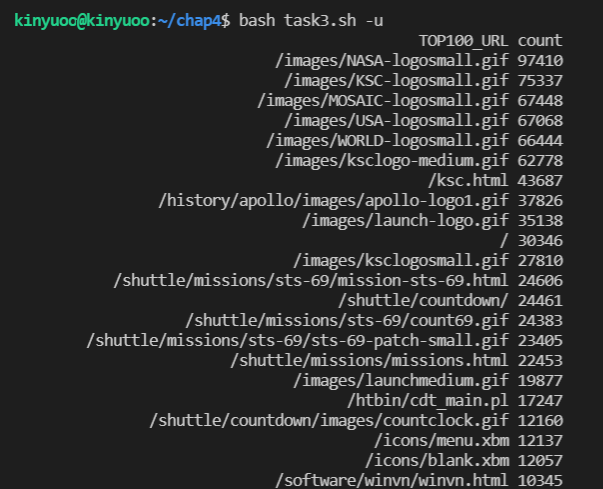 kinyuoo@kinyuoo:~/chap4$ bash task3.sh -u
TOP100_URL count
/images/NASA-logosmall.gif 97410
/images/KSC-logosmall.gif 75337
/images/MOSAIC-logosmall.gif 67448
/images/USA-logosmall.gif 67068
/images/WORLD-logosmall.gif 66444
/images/ksclogo-medium.gif 62778
/ksc.html 43687
/history/apollo/images/apollo-logo1.gif 37826
/images/launch-logo.gif 35138
/ 30346
/images/ksclogosmall.gif 27810
/shuttle/missions/sts-69/mission-sts-69.html 24606
/shuttle/countdown/ 24461
/shuttle/missions/sts-69/count69.gif 24383
/shuttle/missions/sts-69/sts-69-patch-small.gif 23405
/shuttle/missions/missions.html 22453
/images/launchmedium.gif 19877
/htbin/cdt_main.pl 17247
/shuttle/countdown/images/countclock.gif 12160
/icons/menu.xbm 12137
/icons/blank.xbm 12057
/software/winvn/winvn.html 10345